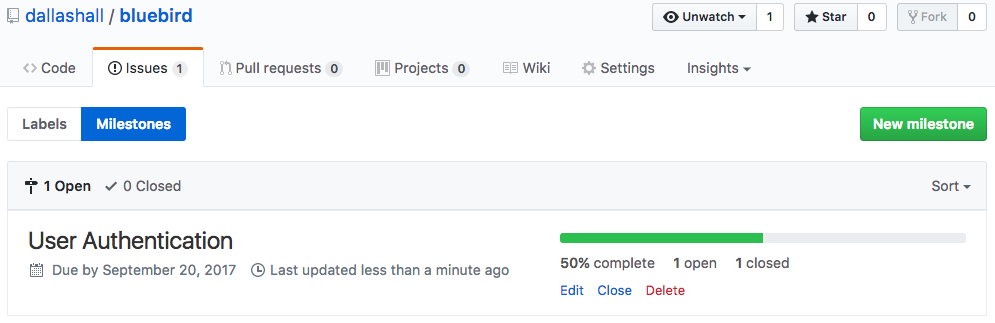 dallashall / bluebird Unwatch 1 Star 0 Fork 0
Code Issues 1 Pull requests 0 Projects 0 Wiki Settings Insights
Labels Milestones New milestone
1 Open 0 Closed Sort
User Authentication
Due by September 20, 2017 Last updated less than a minute ago
50% complete 1 open 1 closed
Edit Close Delete